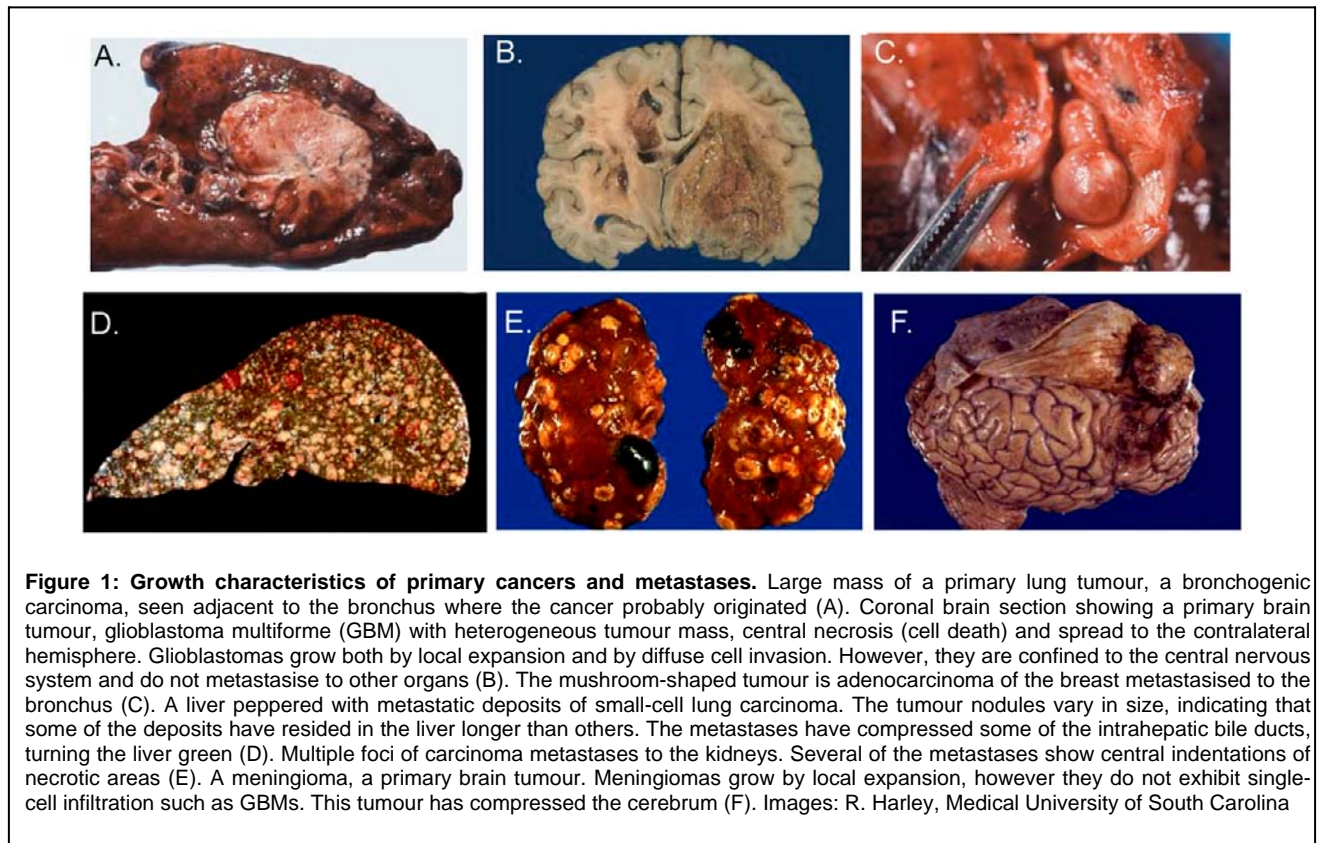 A.
B.
C.
D.
E.
F.
Figure 1: Growth characteristics of primary cancers and metastases. Large mass of a primary lung tumour, a bronchogenic
carcinoma, seen adjacent to the bronchus where the cancer probably originated (A). Coronal brain section showing a primary brain
tumour, glioblastoma multiforme (GBM) with heterogeneous tumour mass, central necrosis (cell death) and spread to the contralateral
hemisphere. Glioblastomas grow both by local expansion and by diffuse cell invasion. However, they are confined to the central nervous
system and do not metastasise to other organs (B). The mushroom-shaped tumour is adenocarcinoma of the breast metastasised to the
bronchus (C). A liver peppered with metastatic deposits of small-cell lung carcinoma. The tumour nodules vary in size, indicating that
some of the deposits have resided in the liver longer than others. The metastases have compressed some of the intrahepatic bile ducts,
turning the liver green (D). Multiple foci of carcinoma metastases to the kidneys. Several of the metastases show central indentations of
necrotic areas (E). A meningioma, a primary brain tumour. Meningiomas grow by local expansion, however they do not exhibit single-
cell infiltration such as GBMs. This tumour has compressed the cerebrum (F). Images: R. Harley, Medical University of South Carolina